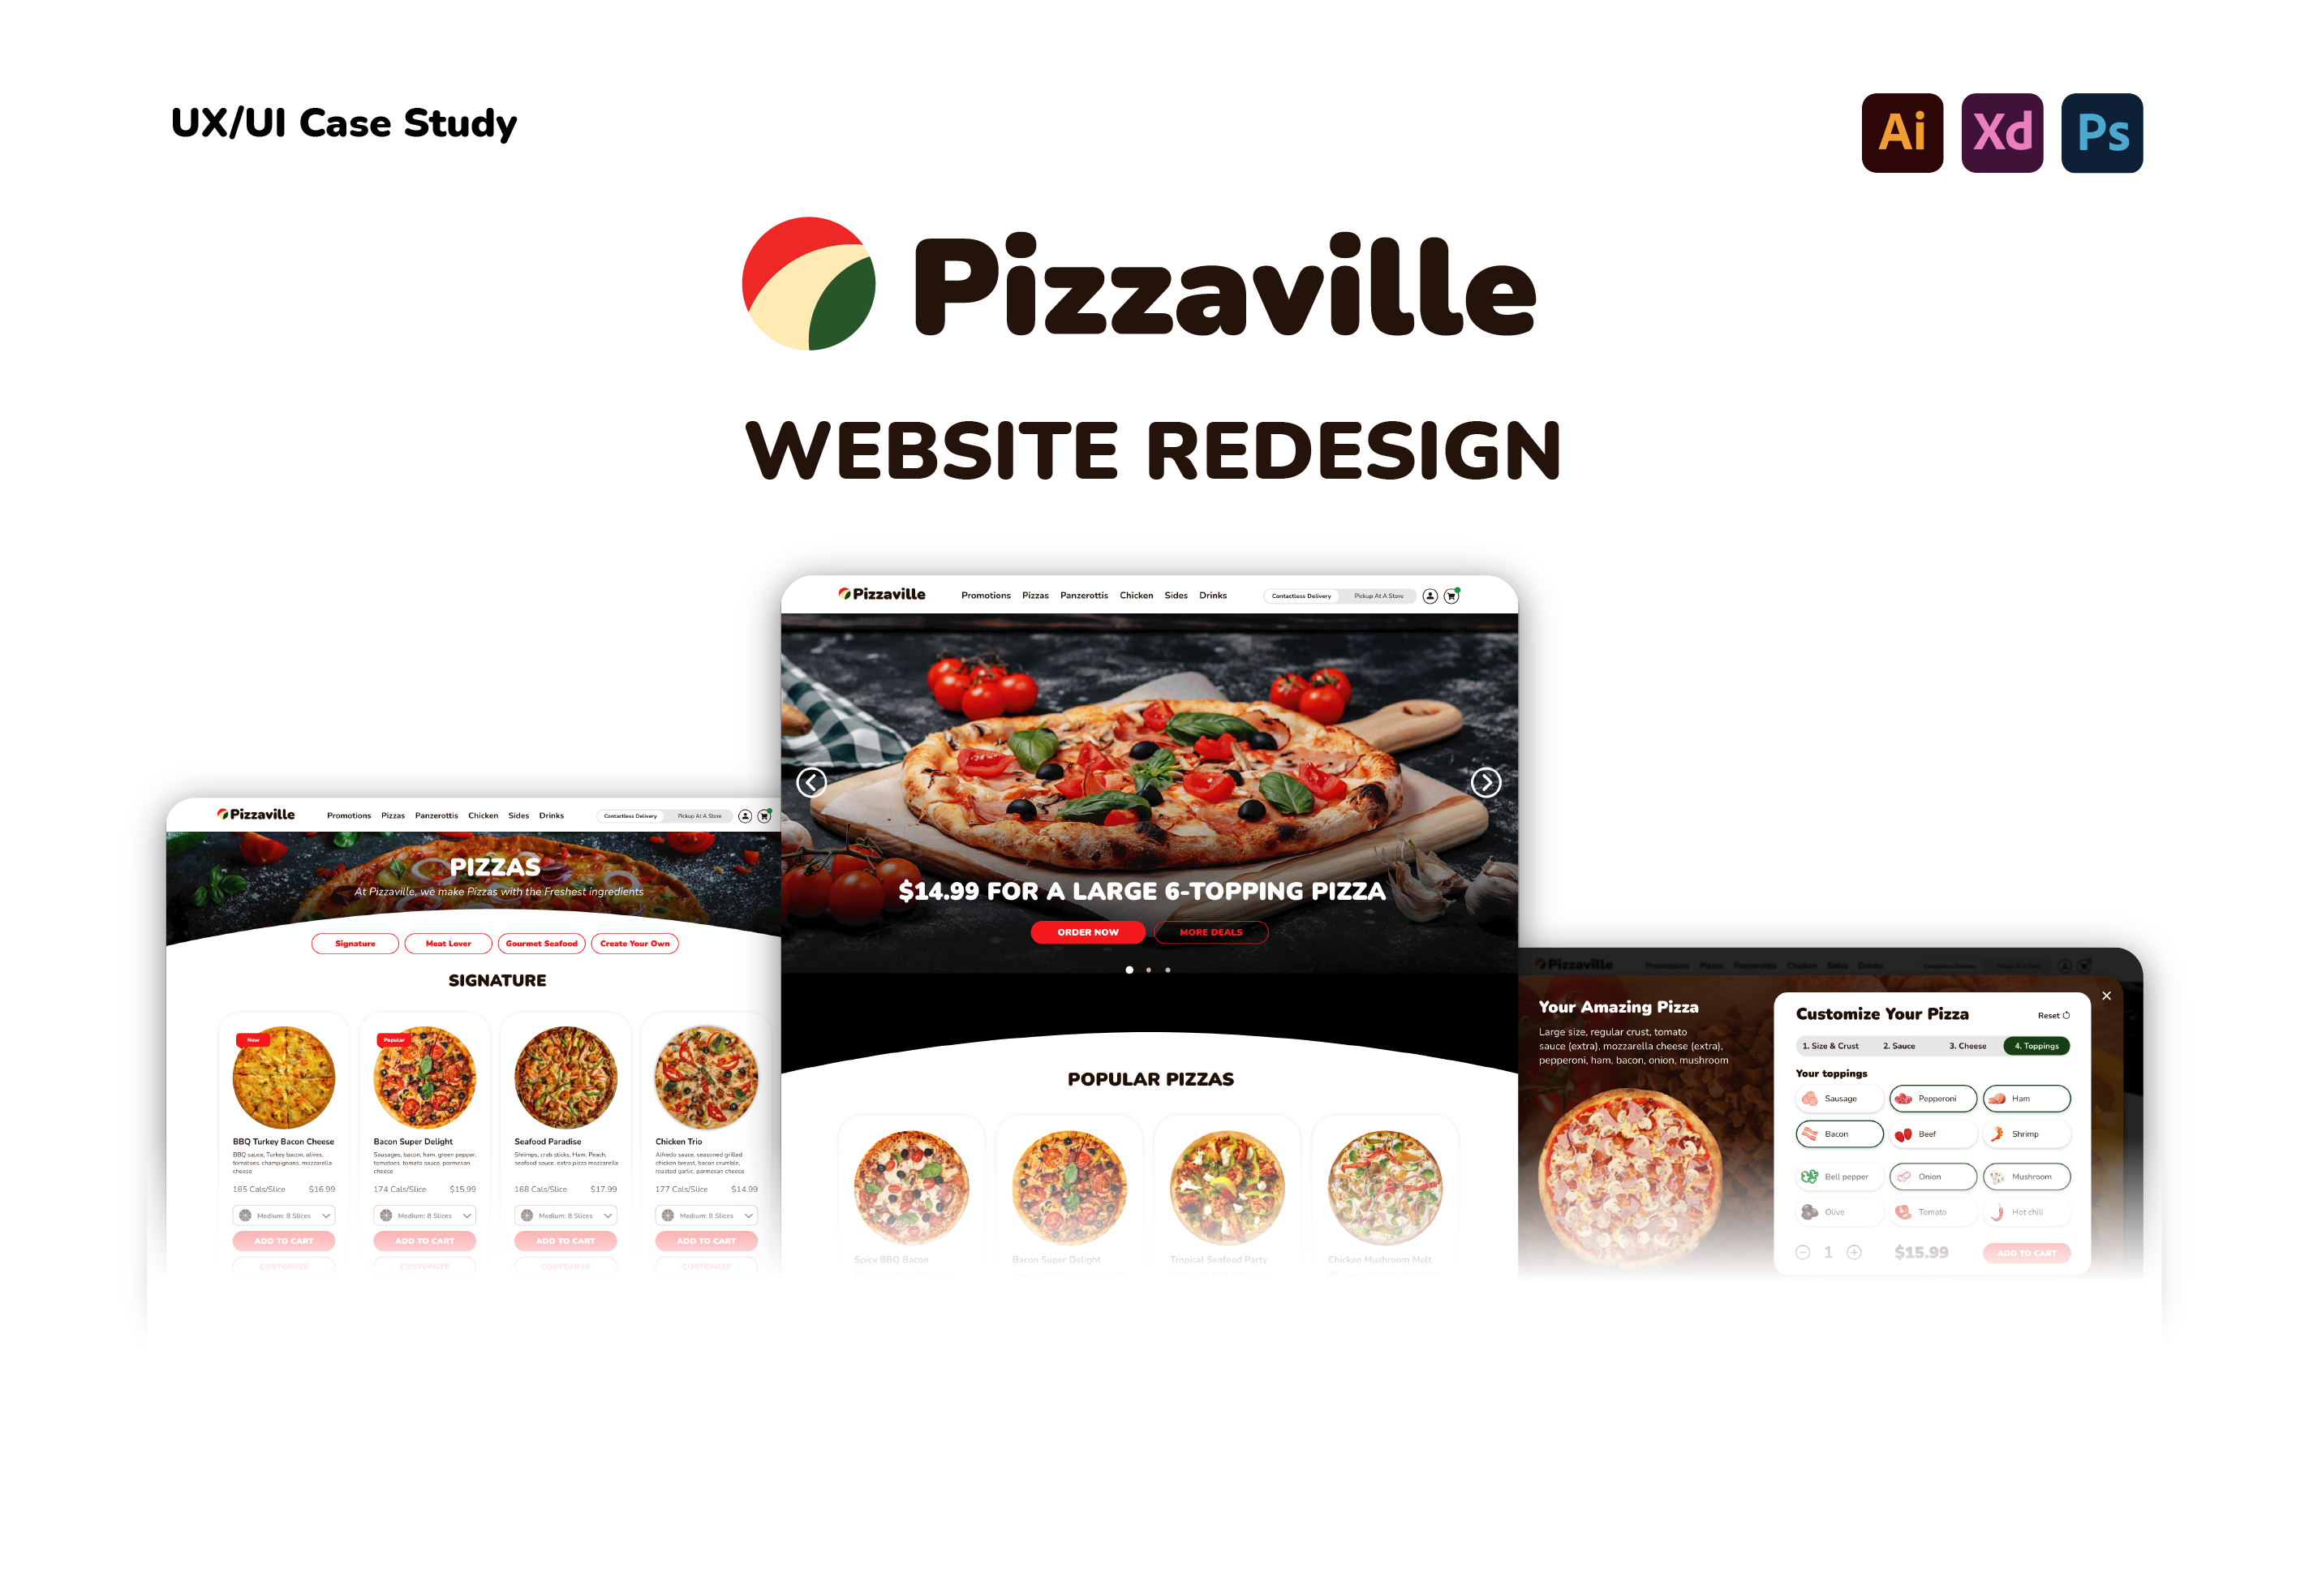 UX/UI Case Study
Ai Xd Ps
Pizzaville
WEBSITE REDESIGN
Pizzaville Promotions Pizzas Panzerottis Chicken Sides Drinks Contactless Delivery Pickup At A Store
PIZZAS
At Pizzaville, we make Pizzas with the Freshest ingredients
Signature Meat Lover Gourmet Seafood Create Your Own
SIGNATURE
New Popular
BBQ Turkey Bacon Cheese
BBQ sauce, Turkey bacon, olives,
tomatoes, champignons, mozzarella
cheese
185 Cals/Slice $16.99
Medium: 8 Slices
ADD TO CART
CUSTOMIZE
Bacon Super Delight
Sausages, bacon, ham, green pepper,
tomatoes, tomato sauce, parmesan
cheese
174 Cals/Slice $15.99
Medium: 8 Slices
ADD TO CART
CUSTOMIZE
Seafood Paradise
Shrimps, crab sticks, Ham, Peach,
seafood sauce, extra pizza mozzarella
168 Cals/Slice $17.99
Medium: 8 Slices
ADD TO CART
CUSTOMIZE
Chicken Trio
Alfredo sauce, seasoned grilled
chicken breast, bacon crumble,
roasted garlic, parmesan cheese
177 Cals/Slice $14.99
Medium: 8 Slices
ADD TO CART
CUSTOMIZE
Pizzaville Promotions Pizzas Panzerottis Chicken Sides Drinks Contactless Delivery Pickup At A Store
$14.99 FOR A LARGE 6-TOPPING PIZZA
ORDER NOW MORE DEALS
POPULAR PIZZAS
Spicy BBQ Bacon Bacon Super Delight Tropical Seafood Party Chicken Mushroom Melt
Pizzaville Promotions Pizzas Panzerottis Chicken Sides Drinks Contactless Delivery Pickup At A Store
Your Amazing Pizza
Large size, regular crust, tomato
sauce (extra), mozzarella cheese (extra),
pepperoni, ham, bacon, onion, mushroom
Customize Your Pizza Reset
1. Size & Crust 2. Sauce 3. Cheese 4. Toppings
Your toppings
Sausage Pepperoni Ham
Bacon Beef Shrimp
Bell pepper Onion Mushroom
Olive Tomato Hot chili
1 $15.99 ADD TO CART